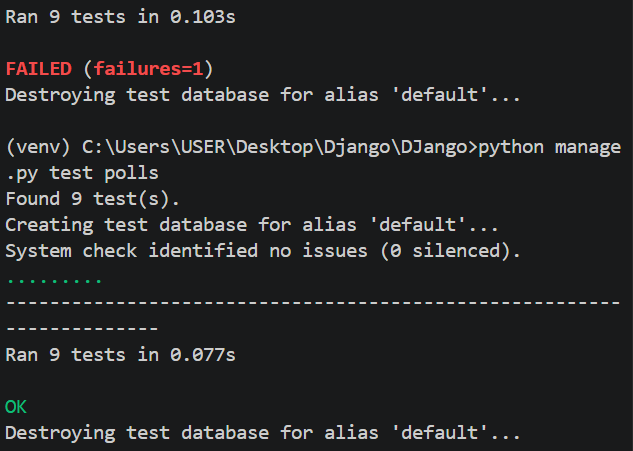 Ran 9 tests in 0.103s
FAILED (failures=1)
Destroying test database for alias 'default'...
(venv) C:\Users\USER\Desktop\Django\DJango>python manage
.py test polls
Found 9 test(s).
Creating test database for alias 'default'...
System check identified no issues (0 silenced).
.........
---------------------------------------------------------
--------------
Ran 9 tests in 0.077s
OK
Destroying test database for alias 'default'...